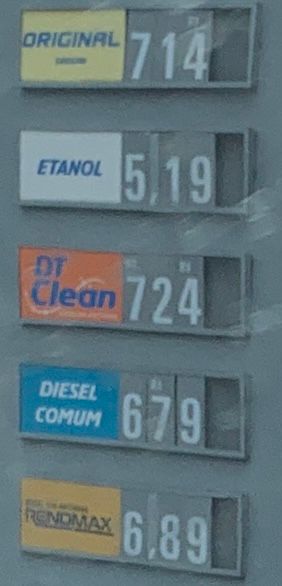 ORIGINAL
714
ETANOL
5,19
DT
Clean
724
DIESEL
COMUM
679
RENDMAX
6,89